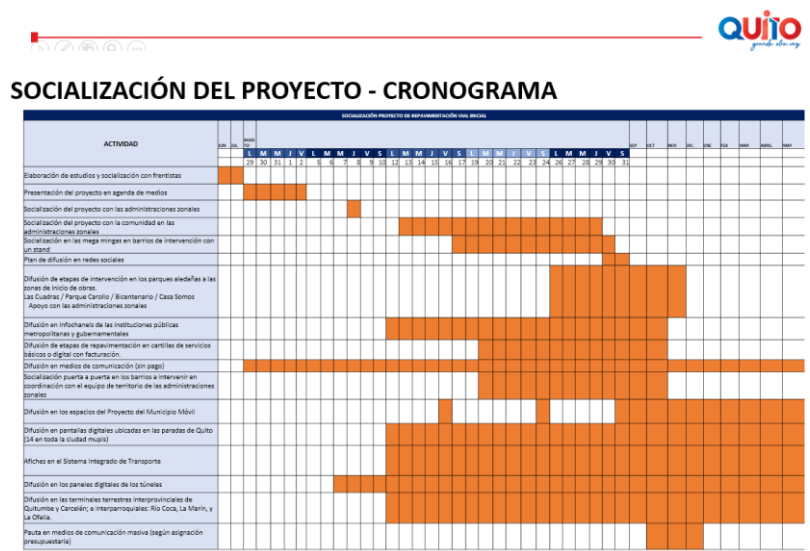 QUITO
grande otra vez
SOCIALIZACIÓN DEL PROYECTO - CRONOGRAMA
SOCIALIZACIÓN PROYECTO DE REPAVIMENTACIÓN VIAL INICIAL
ACTIVIDAD JUN JUL AGOS
TO
SEP OCT NOV DIC ENE FEB MAR ABRIL MAY
L M M J V L M M J V S L M M J V S L M M J V S L M M J V S
29 30 31 1 2 5 6 7 8 9 10 12 13 14 15 16 17 19 20 21 22 23 24 26 27 28 29 30 31
Elaboración de estudios y socialización con frentistas
Presentación del proyecto en agenda de medios
Socialización del proyecto con las administraciones zonales
Socialización del proyecto con la comunidad en las
administraciones zonales
Socialización en las mega mingas en barrios de intervención con
un stand
Plan de difusión en redes sociales
Difusión de etapas de intervención en los parques aledañas a las
zonas de inicio de obras.
Las Cuadras / Parque Carollo / Bicentenario / Casa Somos
Apoyo con las administraciones zonales
Difusión en infochanels de las instituciones públicas
metropolitanas y gubernamentales
Difusión de etapas de repavimentación en cartillas de servicios
básicos o digital con facturación.
Difusión en medios de comunicación (sin pago)
Socialización puerta a puerta en los barrios a intervenir en
coordinación con el equipo de territorio de las administraciones
zonales
Difusión en los espacios del Proyecto del Municipio Móvil
Difusión en pantallas digitales ubicadas en las paradas de Quito
(14 en toda la ciudad mupis)
Afiches en el Sistema Integrado de Transporte
Difusión en los paneles digitales de los túneles
Difusión en las terminales terrestres interprovinciales de
Quitumbe y Carcelén; e interparroquiales: Río Coca, La Marín, y
La Ofelia.
Pauta en medios de comunicación masiva (según asignación
presupuestaria)